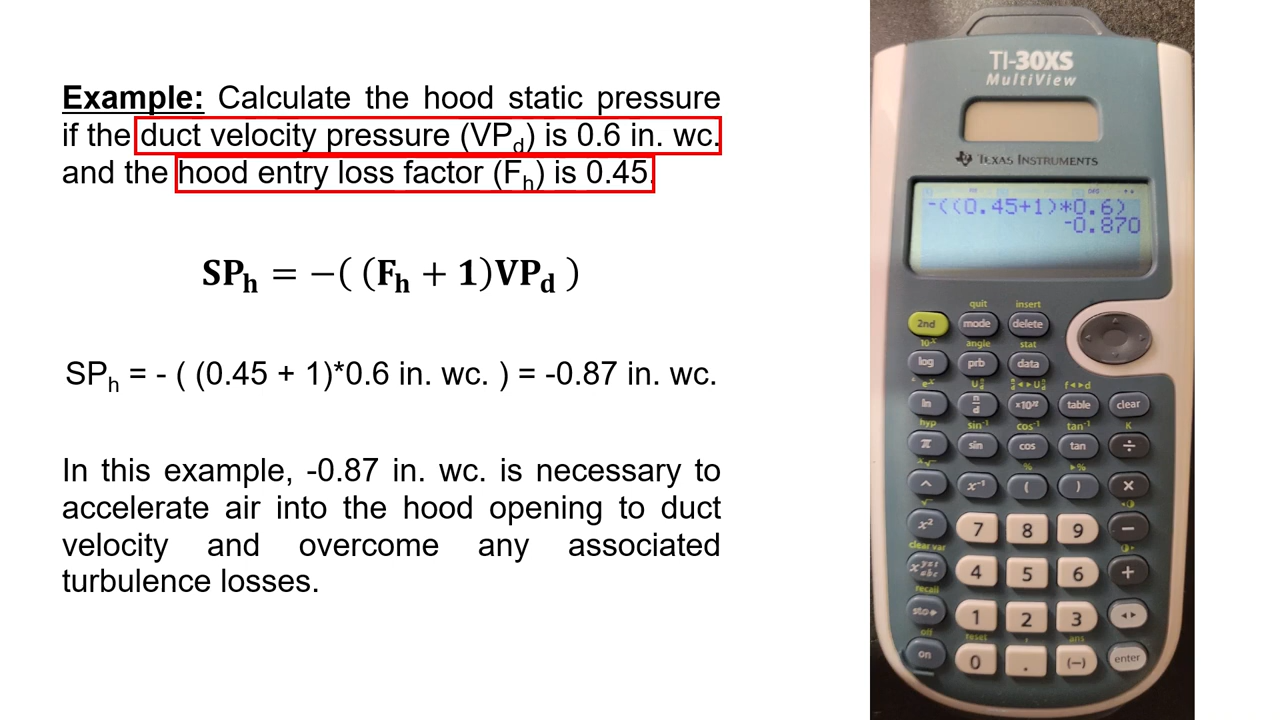 Example: Calculate the hood static pressure
if the duct velocity pressure (VPd) is 0.6 in. wc.
and the hood entry loss factor (Fh) is 0.45.
SPh = −( (Fh + 1)VPd )
SPh = - ( (0.45 + 1)*0.6 in. wc. ) = -0.87 in. wc.
In this example, -0.87 in. wc. is necessary to
accelerate air into the hood opening to duct
velocity and overcome any associated
turbulence losses.
TI-30XS
MultiView
TEXAS INSTRUMENTS
-((0.45+1)*0.6)
-0.870
quit insert
2nd mode delete
angle stat
log prb data
f◄►d
ln n/d ×10ⁿ table clear
hyp sin⁻¹ cos⁻¹ tan⁻¹ K
π sin cos tan ÷
% ►%
^ x⁻¹ ( ) ×
√
x² 7 8 9 −
clear var
x yzt abc 4 5 6 +
recall
sto► 1 2 3 ◄►
off reset , ans
on 0 . (−) enter